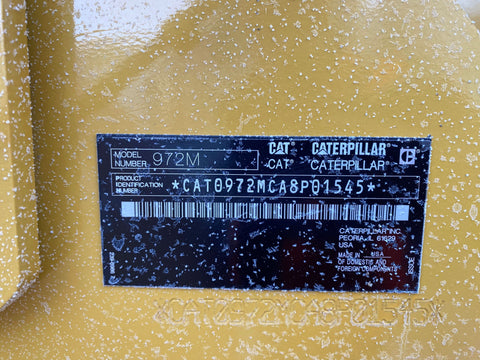 MODEL NUMBER 972M CAT CATERPILLAR
CAT CATERPILLAR
PRODUCT
IDENTIFICATION
NUMBER
*CAT0972MCA8P01545*
CATERPILLAR INC.
PEORIA, IL 61629
USA
MADE IN USA
OF DOMESTIC AND
FOREIGN COMPONENTS
*CAT0972MCA8P01545*